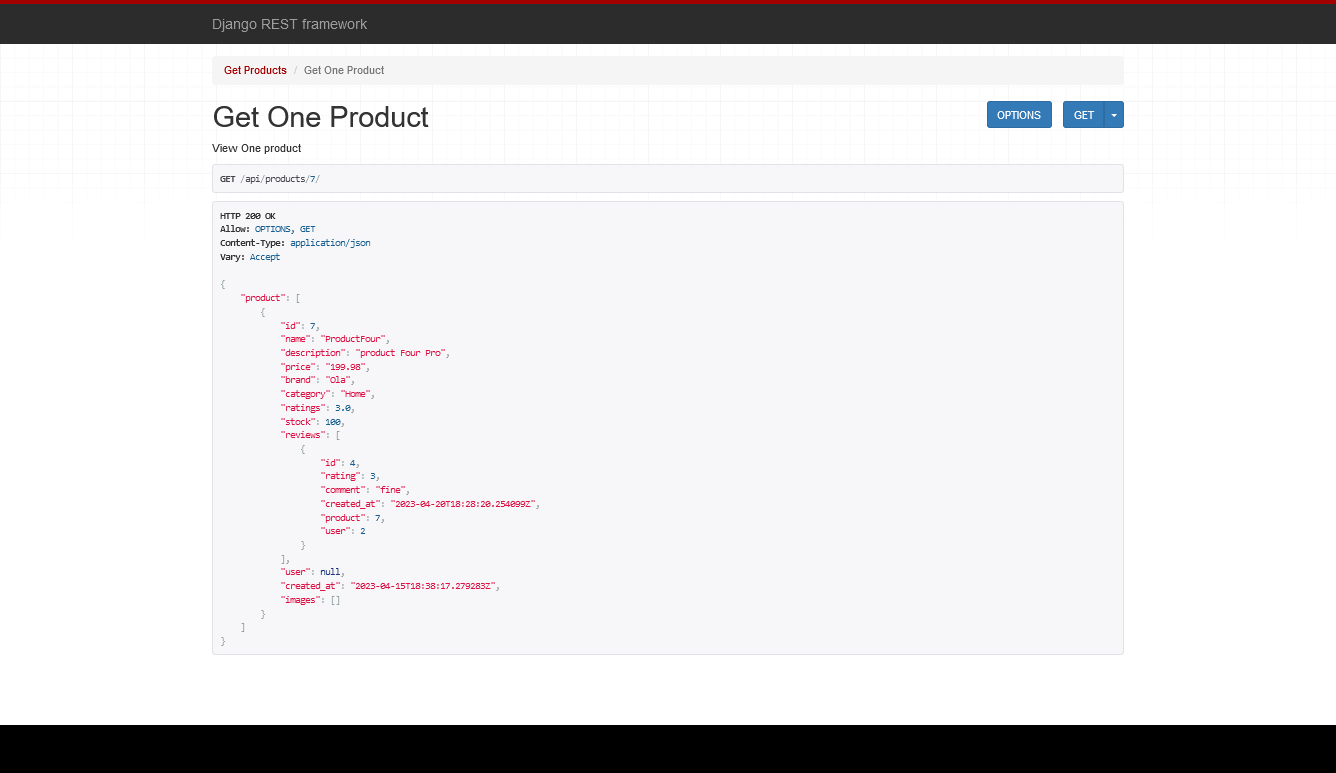 Django REST framework
Get Products / Get One Product
Get One Product
OPTIONS GET
View One product
GET /api/products/7/
HTTP 200 OK
Allow: OPTIONS, GET
Content-Type: application/json
Vary: Accept
{
    "product": [
        {
            "id": 7,
            "name": "ProductFour",
            "description": "product Four Pro",
            "price": "199.98",
            "brand": "Ola",
            "category": "Home",
            "ratings": 3.0,
            "stock": 100,
            "reviews": [
                {
                    "id": 4,
                    "rating": 3,
                    "comment": "fine",
                    "created_at": "2023-04-20T18:28:20.254099Z",
                    "product": 7,
                    "user": 2
                }
            ],
            "user": null,
            "created_at": "2023-04-15T18:38:17.279283Z",
            "images": []
        }
    ]
}